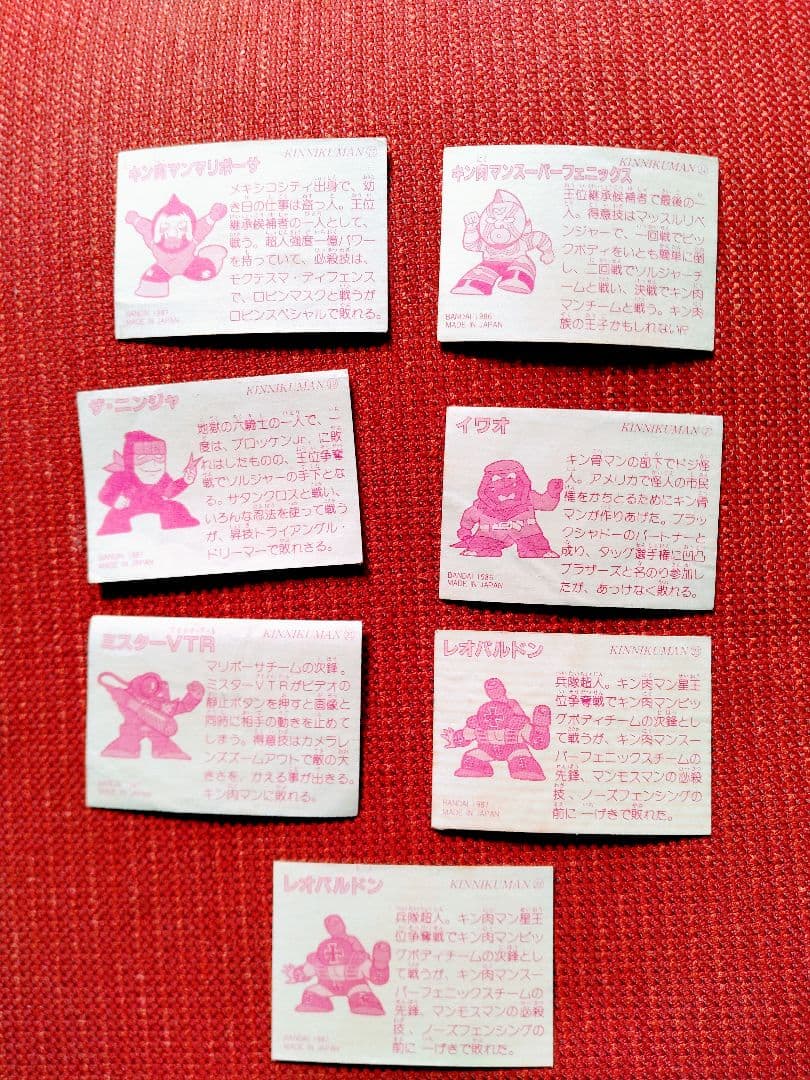 KINNIKUMAN
キン肉マンマリポーサ
メキシコシティ出身で、幼
き日の仕事は盗っ人。王位
継承候補者の一人として、
戦う。超人強度一億パワー
を持っていて、必殺技は、
モクテスマ・ディフェンス
で、ロビンマスクと戦うが
ロビンスペシャルで敗れる。
BANDAI 1987
MADE IN JAPAN
KINNIKUMAN
キン肉マンスーパーフェニックス
王位継承候補者で最後の一
人。得意技はマッスルリベ
ンジャーで、一回戦でビッ
クボディをいとも簡単に倒
し、二回戦でソルジャーチ
ームと戦い、決戦でキン肉
マンチームと戦う。キン肉
族の王子かもしれない!?
BANDAI 1986
MADE IN JAPAN
KINNIKUMAN
ザ・ニンジャ
地獄の六騎士の一人で、一
度は、ブロッケンJr.に敗
れはしたものの、王位争奪
戦でソルジャーの手下とな
る。サタンクロスと戦い、
いろんな忍法を使って戦う
が、昇技トライアングル・
ドリーマーで敗れさる。
BANDAI 1987
MADE IN JAPAN
イワオ
KINNIKUMAN
キン骨マンの部下でドジ怪
人。アメリカで怪人の市民
権をかちとるためにキン骨
マンが作りあげた。ブラッ
クシャドーのパートナーと
成り、タッグ選手権に凹凸
ブラザーズと名のり参加し
たが、あっけなく敗れる。
BANDAI 1986
MADE IN JAPAN
KINNIKUMAN
ミスターVTR
マリポーサチームの次鋒。
ミスターVTRがビデオの
静止ボタンを押すと画像と
同時に相手の動きを止めて
しまう。得意技はカメラレ
ンズズームアウトで敵の大
きさを、かえる事が出きる。
キン肉マンに敗れる。
MADE IN JAPAN
レオパルドン
KINNIKUMAN
兵隊超人。キン肉マン星王
位争奪戦でキン肉マンビッ
グボディチームの次鋒とし
て戦うが、キン肉マンスー
パーフェニックスチームの
先鋒、マンモスマンの必殺
技、ノーズフェンシングの
前に一げきで敗れた。
BANDAI 1987
MADE IN JAPAN
レオパルドン
KINNIKUMAN
兵隊超人。キン肉マン星王
位争奪戦でキン肉マンビッ
グボディチームの次鋒とし
て戦うが、キン肉マンスー
パーフェニックスチームの
先鋒、マンモスマンの必殺
技、ノーズフェンシングの
前に一げきで敗れた。
BANDAI 1987
MADE IN JAPAN